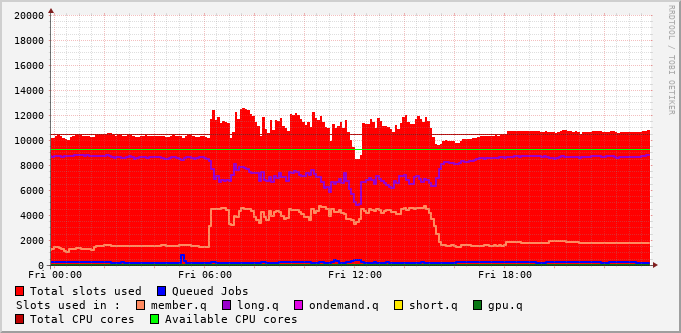 RRDTOOL / TOBI OETIKER
20000
18000
16000
14000
12000
10000
8000
6000
4000
2000
0
Fri 00:00 Fri 06:00 Fri 12:00 Fri 18:00
Total slots used Queued Jobs
Slots used in : member.q long.q ondemand.q short.q gpu.q
Total CPU cores Available CPU cores